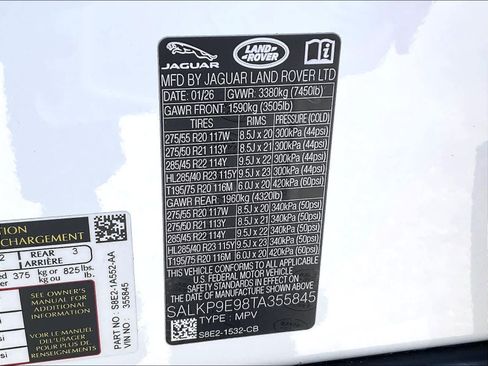 JAGUAR
LAND ROVER
MFD BY JAGUAR LAND ROVER LTD
DATE: 01/26 GVWR: 3380kg (7450lb)
GAWR FRONT: 1590kg (3505lb)
TIRES RIMS PRESSURE (COLD)
275/55 R20 117W 8.5J x 20 300kPa (44psi)
275/50 R21 113Y 8.5J x 21 300kPa (44psi)
285/45 R22 114Y 9.5J x 22 300kPa (44psi)
HL285/40 R23 115Y 9.5J x 23 300kPa (44psi)
T195/75 R20 116M 6.0J x 20 420kPa (60psi)
GAWR REAR: 1960kg (4320lb)
275/55 R20 117W 8.5J x 20 340kPa (50psi)
275/50 R21 113Y 8.5J x 21 340kPa (50psi)
285/45 R22 114Y 9.5J x 22 340kPa (50psi)
HL285/40 R23 115Y 9.5J x 23 340kPa (50psi)
T195/75 R20 116M 6.0J x 20 420kPa (60psi)
THIS VEHICLE CONFORMS TO ALL APPLICABLE
U.S. FEDERAL MOTOR VEHICLE
SAFETY STANDARDS IN EFFECT ON THE DATE
OF MANUFACTURE SHOWN ABOVE
SALKP9E98TA355845
TYPE: MPV
S8E2-1532-CB
ATION
CHARGEMENT
2 REAR 3
ARRIÈRE
375 kg or 825 lbs.
kg ou lb.
SEE OWNER'S
MANUAL FOR
ADDITIONAL
INFORMATION
VOIR LE MANUEL
DE L'USAGER
POUR PLUS DE
S8E2-1A552-AA
VIN NO: 355845